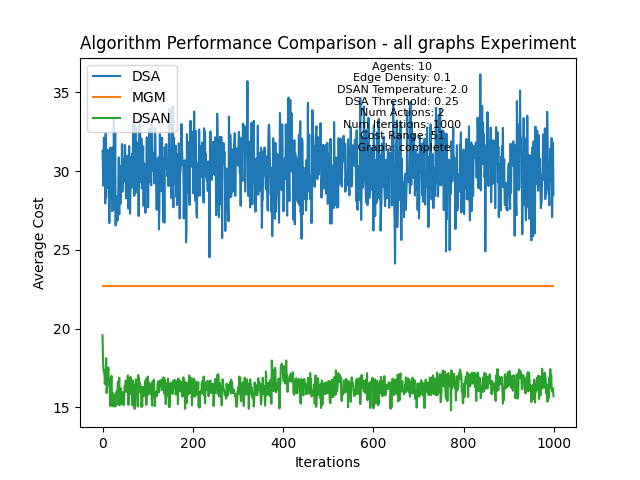 Algorithm Performance Comparison - all graphs Experiment
DSA
MGM
DSAN
Agents: 10
Edge Density: 0.1
DSAN Temperature: 2.0
DSA Threshold: 0.25
Num Actions: 2
Num Iterations: 1000
Cost Range: 51
Graph: complete
Average Cost
35
30
25
20
15
0
200
400
600
800
1000
Iterations